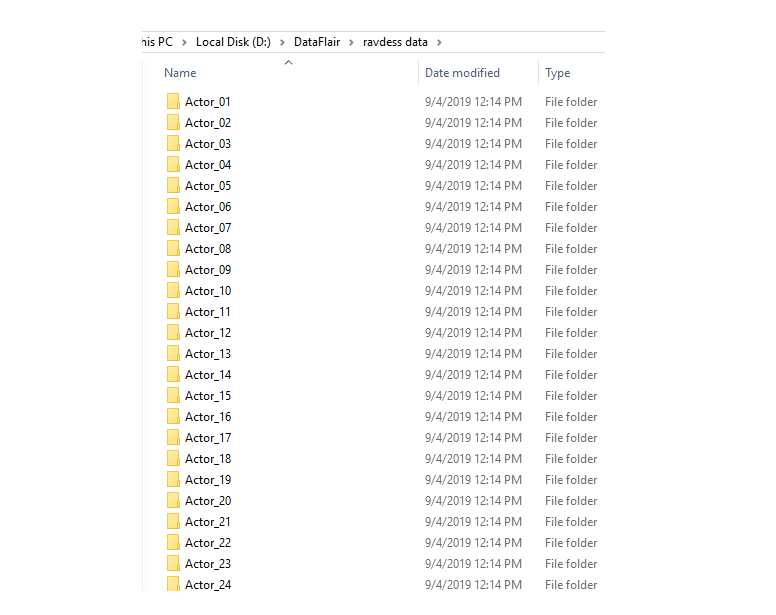 his PC > Local Disk (D:) > DataFlair > ravdess data >
Name Date modified Type
Actor_01 9/4/2019 12:14 PM File folder
Actor_02 9/4/2019 12:14 PM File folder
Actor_03 9/4/2019 12:14 PM File folder
Actor_04 9/4/2019 12:14 PM File folder
Actor_05 9/4/2019 12:14 PM File folder
Actor_06 9/4/2019 12:14 PM File folder
Actor_07 9/4/2019 12:14 PM File folder
Actor_08 9/4/2019 12:14 PM File folder
Actor_09 9/4/2019 12:14 PM File folder
Actor_10 9/4/2019 12:14 PM File folder
Actor_11 9/4/2019 12:14 PM File folder
Actor_12 9/4/2019 12:14 PM File folder
Actor_13 9/4/2019 12:14 PM File folder
Actor_14 9/4/2019 12:14 PM File folder
Actor_15 9/4/2019 12:14 PM File folder
Actor_16 9/4/2019 12:14 PM File folder
Actor_17 9/4/2019 12:14 PM File folder
Actor_18 9/4/2019 12:14 PM File folder
Actor_19 9/4/2019 12:14 PM File folder
Actor_20 9/4/2019 12:14 PM File folder
Actor_21 9/4/2019 12:14 PM File folder
Actor_22 9/4/2019 12:14 PM File folder
Actor_23 9/4/2019 12:14 PM File folder
Actor_24 9/4/2019 12:14 PM File folder